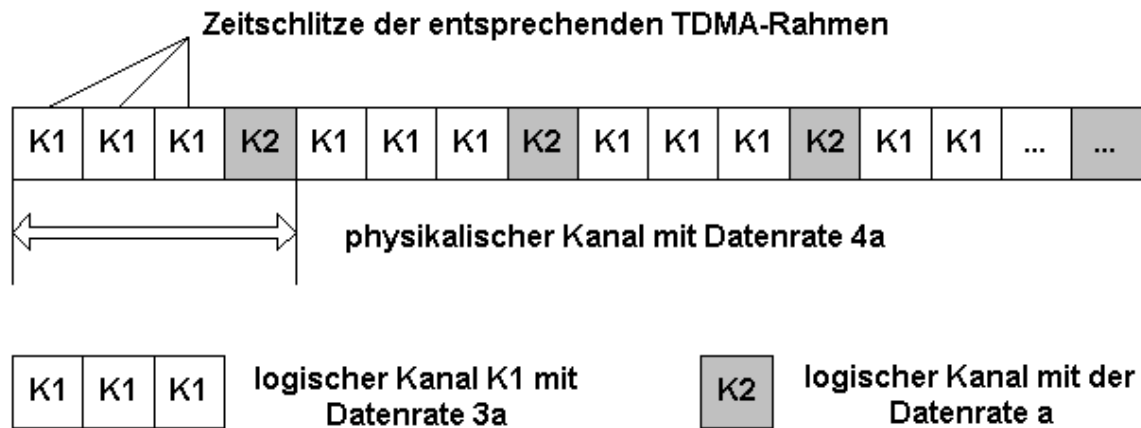 Zeitschlitze der entsprechenden TDMA-Rahmen
K1 K1 K1 K2 K1 K1 K1 K2 K1 K1 K1 K2 K1 K1 ... ...
physikalischer Kanal mit Datenrate 4a
K1 K1 K1
logischer Kanal K1 mit
Datenrate 3a
K2
logischer Kanal mit der
Datenrate a